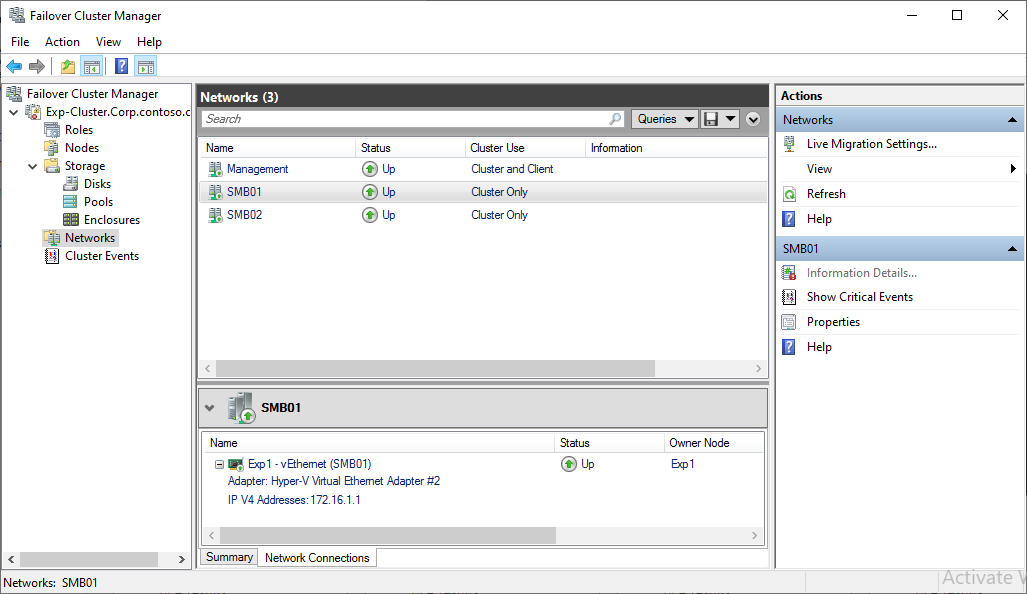 Failover Cluster Manager
File Action View Help
Failover Cluster Manager
Exp-Cluster.Corp.contoso.c
Roles
Nodes
Storage
Disks
Pools
Enclosures
Networks
Cluster Events
Networks (3)
Search
Queries
Name Status Cluster Use Information
Management Up Cluster and Client
SMB01 Up Cluster Only
SMB02 Up Cluster Only
SMB01
Name Status Owner Node
Exp1 - vEthernet (SMB01) Up Exp1
Adapter: Hyper-V Virtual Ethernet Adapter #2
IP V4 Addresses: 172.16.1.1
Summary Network Connections
Actions
Networks
Live Migration Settings...
View
Refresh
Help
SMB01
Information Details...
Show Critical Events
Properties
Help
Networks: SMB01
Activate